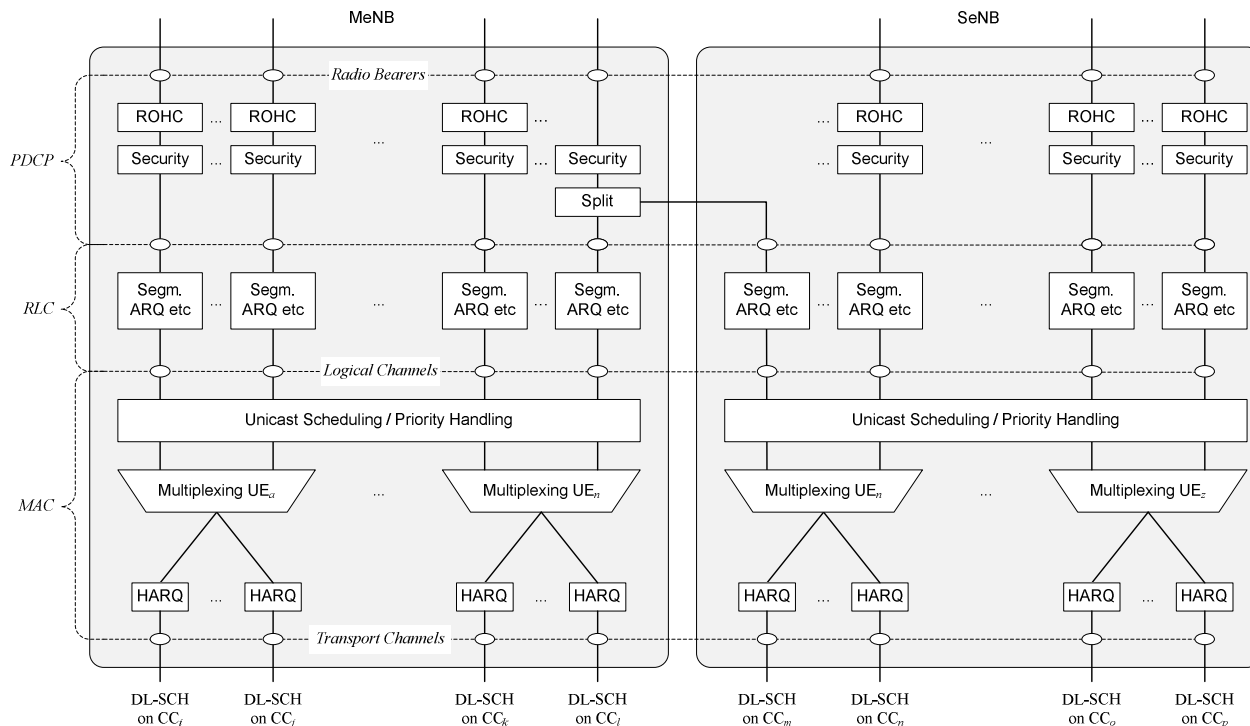 MeNB SeNB
Radio Bearers
ROHC ... ROHC ROHC ... ... ROHC ROHC ... ROHC
... ...
PDCP
Security ... Security Security ... Security ... Security Security ... Security
Split
Segm. Segm. Segm. Segm. Segm. Segm. Segm. Segm.
RLC ... ... ... ... ... ...
ARQ etc ARQ etc ARQ etc ARQ etc ARQ etc ARQ etc ARQ etc ARQ etc
Logical Channels
Unicast Scheduling / Priority Handling Unicast Scheduling / Priority Handling
Multiplexing UEa ... Multiplexing UEn Multiplexing UEn ... Multiplexing UEz
MAC
HARQ ... HARQ HARQ ... HARQ HARQ ... HARQ HARQ ... HARQ
Transport Channels
DL-SCH DL-SCH DL-SCH DL-SCH DL-SCH DL-SCH DL-SCH DL-SCH
on CCi on CCj on CCk on CCl on CCm on CCn on CCo on CCp